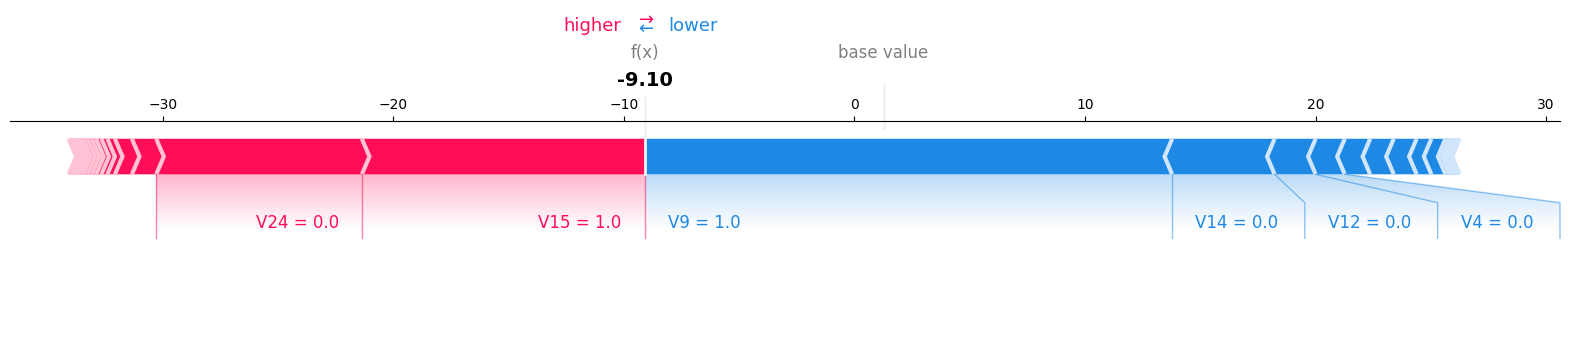 higher ⇄ lower
f(x) base value
-9.10
−30 −20 −10 0 10 20 30
V24 = 0.0 V15 = 1.0 V9 = 1.0 V14 = 0.0 V12 = 0.0 V4 = 0.0